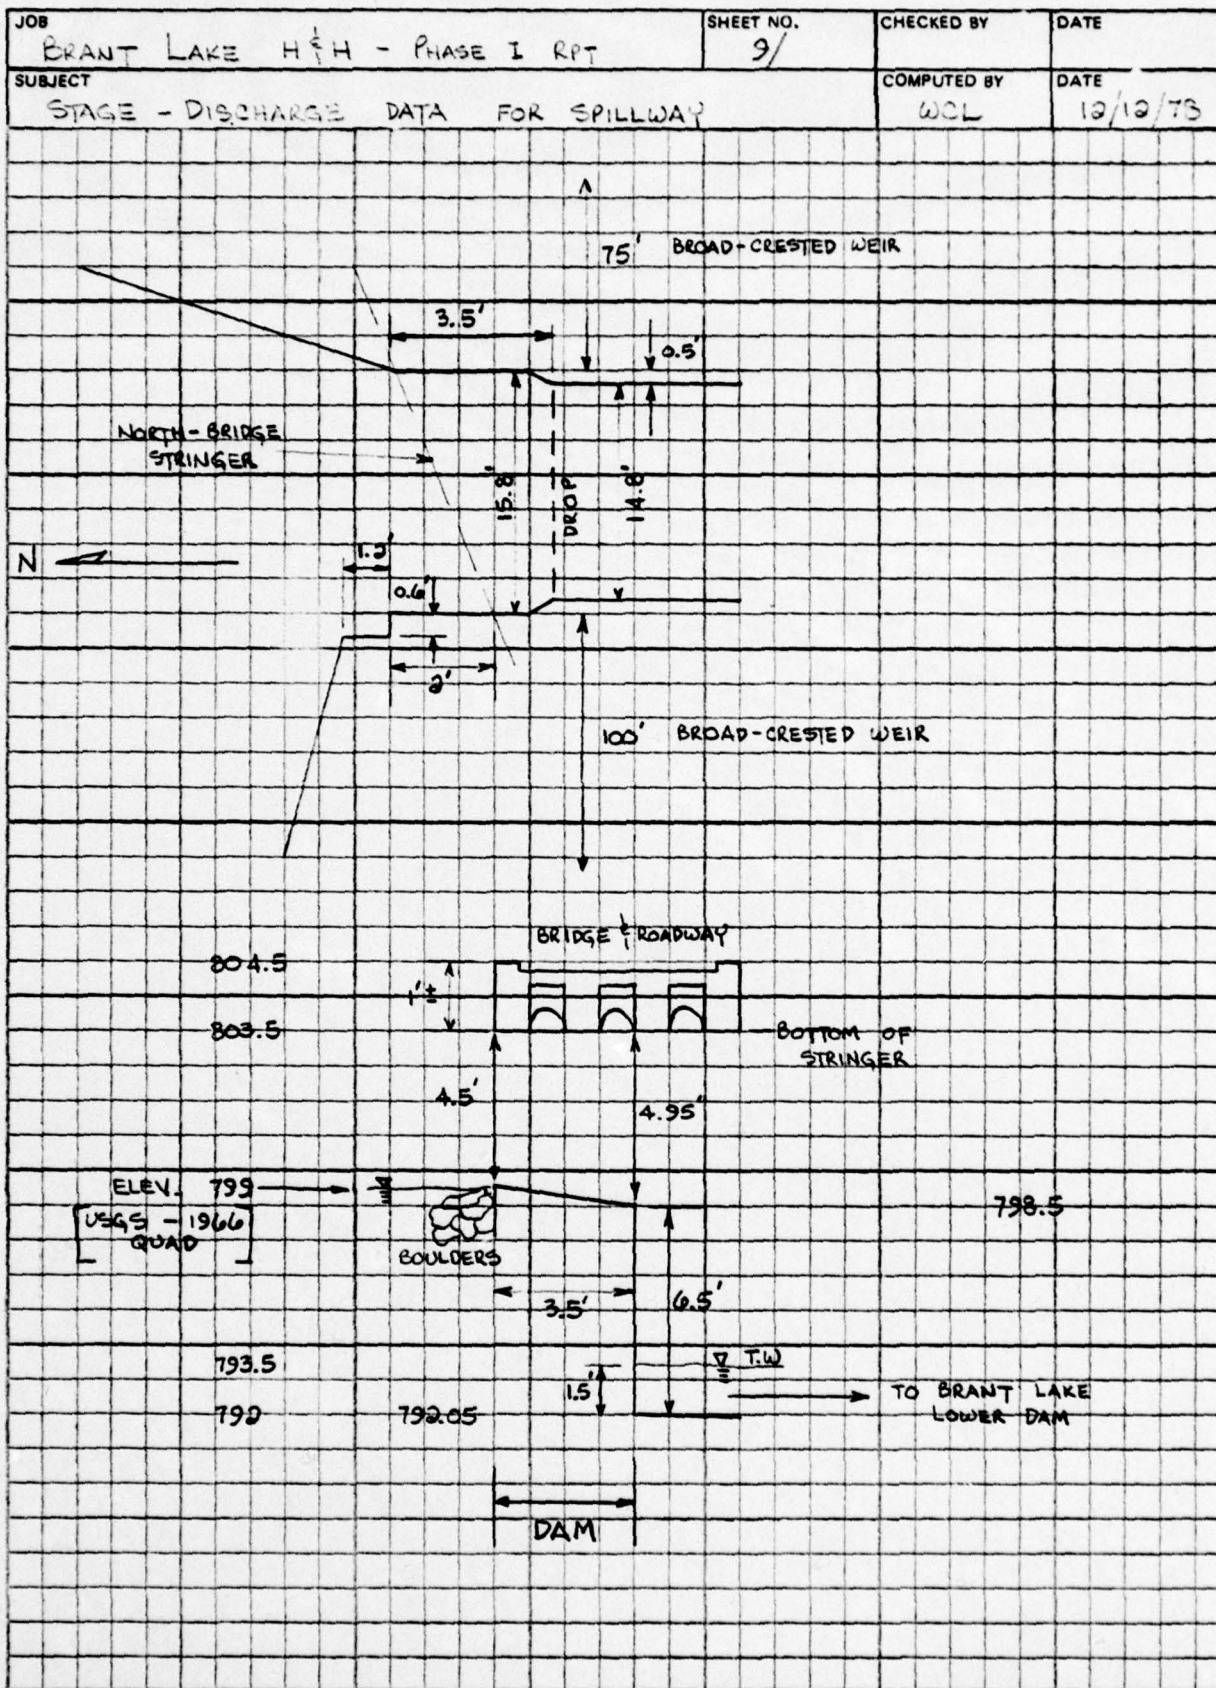 JOB
BRANT LAKE H & H - PHASE I RPT
SHEET NO.
9/
CHECKED BY
DATE
SUBJECT
STAGE - DISCHARGE DATA FOR SPILLWAY
COMPUTED BY
WCL
DATE
12/12/78
75' BROAD-CRESTED WEIR
3.5'
0.5'
NORTH-BRIDGE
STRINGER
15.8'
DROP
14.8'
N
1.2'
0.6'
2'
100' BROAD-CRESTED WEIR
BRIDGE & ROADWAY
804.5
1' ±
803.5
BOTTOM OF
STRINGER
4.5'
4.95'
ELEV. 799
[USGS - 1966
QUAD]
798.5
BOULDERS
3.5'
6.5'
793.5
T.W
1.5'
TO BRANT LAKE
LOWER DAM
792
792.05
DAM